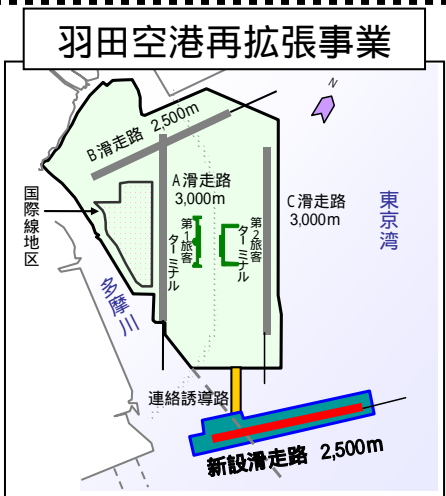 羽田空港再拡張事業
N
B滑走路 2,500m
A滑走路
3,000m
C滑走路
3,000m
国際線地区
第1旅客
ターミナル
第2旅客
ターミナル
東京湾
多摩川
連絡誘導路
新設滑走路 2,500m